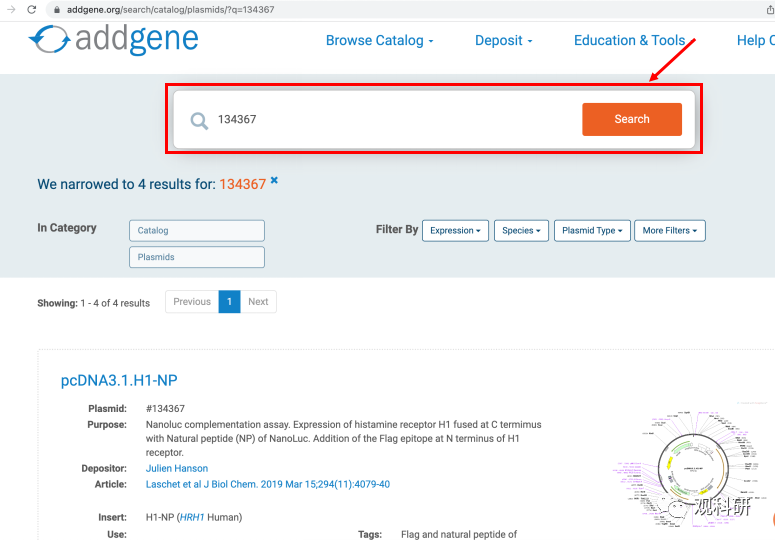 addgene.org/search/catalog/plasmids/?q=134367
addgene
Browse Catalog
Deposit
Education & Tools
Help
134367
Search
We narrowed to 4 results for: 134367 ×
In Category
Catalog
Plasmids
Filter By
Expression
Species
Plasmid Type
More Filters
Showing: 1 - 4 of 4 results
Previous
1
Next
pcDNA3.1.H1-NP
Plasmid: #134367
Purpose: Nanoluc complementation assay. Expression of histamine receptor H1 fused at C termimus
with Natural peptide (NP) of NanoLuc. Addition of the Flag epitope at N terminus of H1
receptor.
Depositor: Julien Hanson
Article: Laschet et al J Biol Chem. 2019 Mar 15;294(11):4079-40
Insert: H1-NP (HRH1 Human)
Use:
Tags: Flag and natural peptide of
观科研